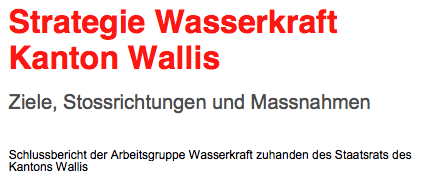 Strategie Wasserkraft
Kanton Wallis
Ziele, Stossrichtungen und Massnahmen
Schlussbericht der Arbeitsgruppe Wasserkraft zuhanden des Staatsrats des
Kantons Wallis